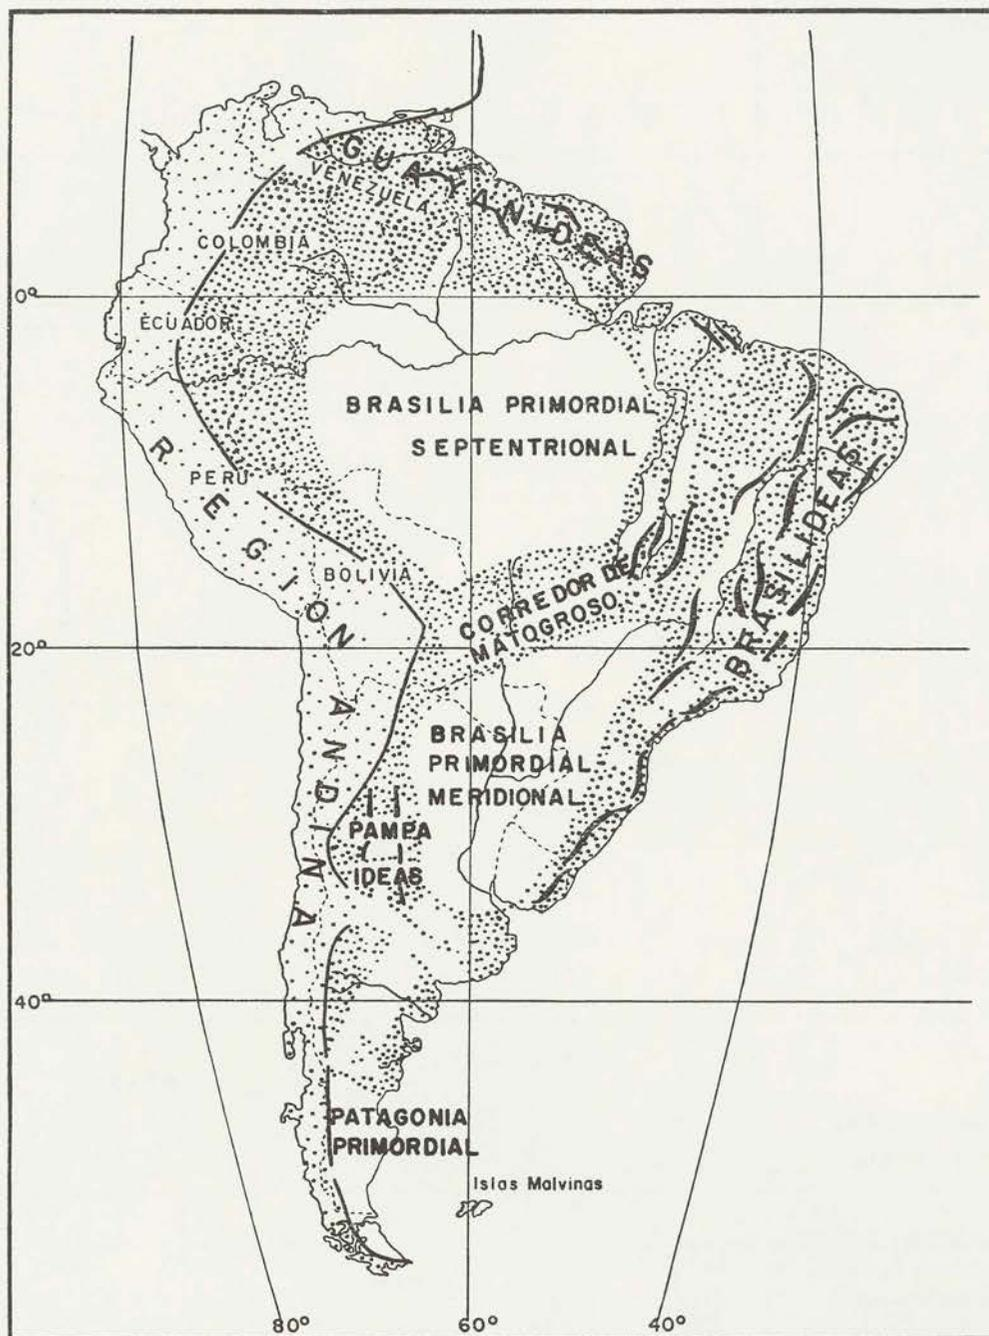 GUAYANIDEAS
VENEZUELA
COLOMBIA
0°
ECUADOR
BRASILIA PRIMORDIAL
SEPTENTRIONAL
PERU
REGION ANDINA
BOLIVIA
CORREDOR DE
MATOGROSO
BRASILIDEAS
20°
BRASILIA
PRIMORDIAL
MERIDIONAL
PAMPA
IDEAS
40°
PATAGONIA
PRIMORDIAL
Islas Malvinas
80° 60° 40°